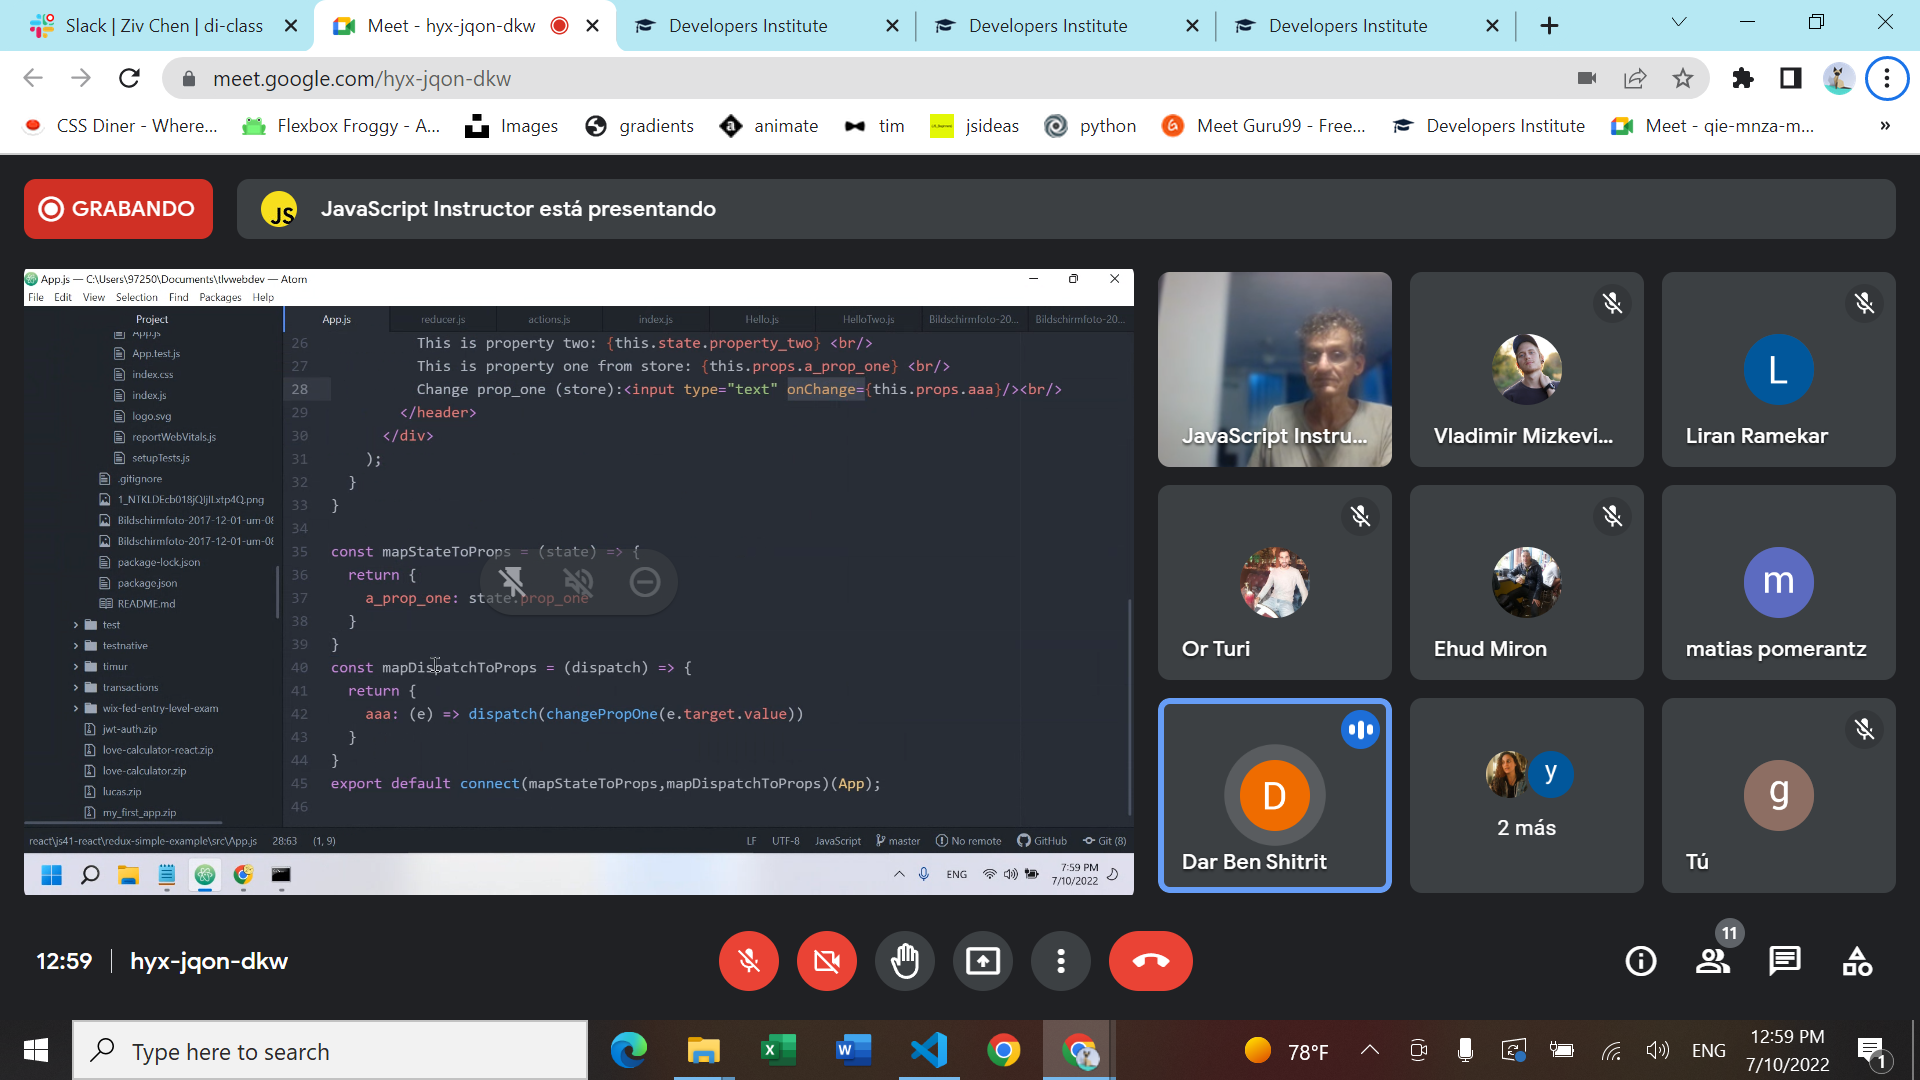 Slack | Ziv Chen | di-class
Meet - hyx-jqon-dkw
Developers Institute
Developers Institute
Developers Institute
meet.google.com/hyx-jqon-dkw
CSS Diner - Where...
Flexbox Froggy - A...
Images
gradients
animate
tim
jsideas
python
Meet Guru99 - Free...
Developers Institute
Meet - qie-mnza-m...
»
GRABANDO
JS
JavaScript Instructor está presentando
App.js — C:\Users\97250\Documents\tlvwebdev — Atom
File Edit View Selection Find Packages Help
Project
App.js
reducer.js
actions.js
index.js
Hello.js
HelloTwo.js
Bildschirmfoto-20...
Bildschirmfoto-20...
App.js
App.test.js
index.css
index.js
logo.svg
reportWebVitals.js
setupTests.js
.gitignore
1_NTKLDEcb018jQIjILxtp4Q.png
Bildschirmfoto-2017-12-01-um-08
Bildschirmfoto-2017-12-01-um-08
package-lock.json
package.json
README.md
test
testnative
timur
transactions
wix-fed-entry-level-exam
jwt-auth.zip
love-calculator-react.zip
love-calculator.zip
lucas.zip
my_first_app.zip
26 This is property two: {this.state.property_two} <br/>
27 This is property one from store: {this.props.a_prop_one} <br/>
28 Change prop_one (store):<input type="text" onChange={this.props.aaa}/><br/>
29 </header>
30 </div>
31 );
32 }
33 }
34
35 const mapStateToProps = (state) => {
36 return {
37 a_prop_one: state.prop_one
38 }
39 }
40 const mapDispatchToProps = (dispatch) => {
41 return {
42 aaa: (e) => dispatch(changePropOne(e.target.value))
43 }
44 }
45 export default connect(mapStateToProps,mapDispatchToProps)(App);
46
react\js41-react\redux-simple-example\src\App.js 28:63 (1, 9)
LF UTF-8 JavaScript master No remote GitHub Git (8)
ENG
7:59 PM
7/10/2022
JavaScript Instru...
Vladimir Mizkevi...
L
Liran Ramekar
Or Turi
Ehud Miron
m
matias pomerantz
D
Dar Ben Shitrit
y
2 más
g
Tú
12:59 | hyx-jqon-dkw
11
Type here to search
78°F
ENG
12:59 PM
7/10/2022
1